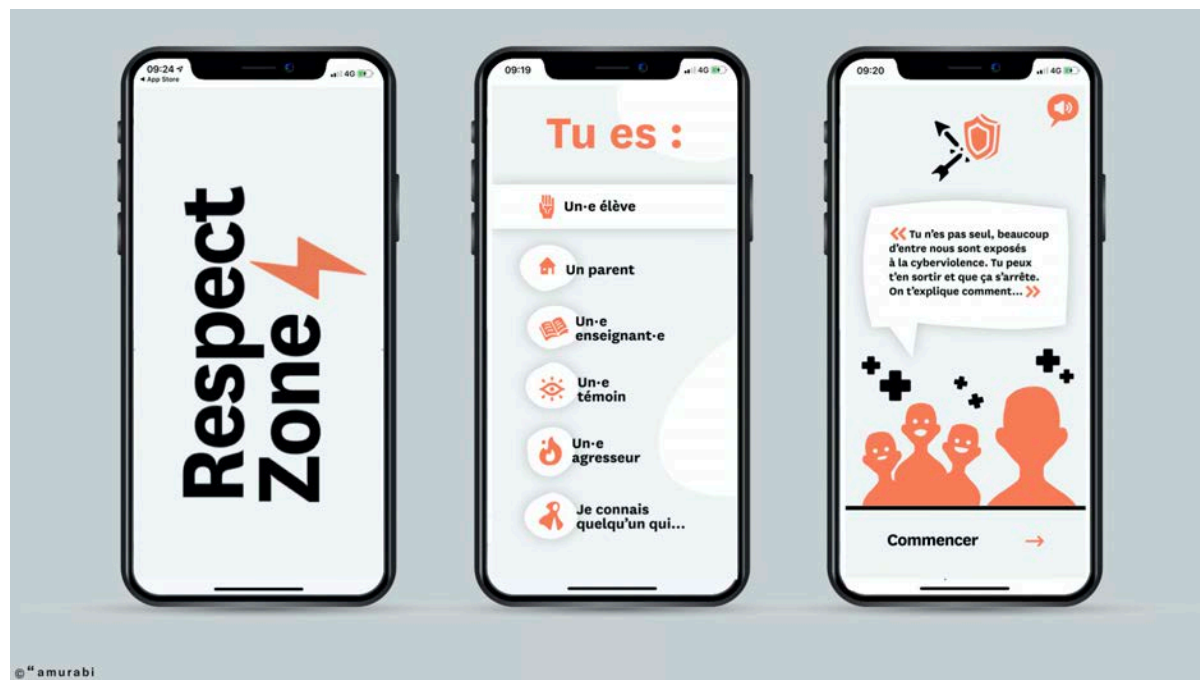 09:24
App Store
4G
Respect
Zone
09:19
4G
Tu es :
Un·e élève
Un parent
Un·e
enseignant·e
Un·e
témoin
Un·e
agresseur
Je connais
quelqu'un qui...
09:20
4G
« Tu n'es pas seul, beaucoup
d'entre nous sont exposés
à la cyberviolence. Tu peux
t'en sortir et que ça s'arrête.
On t'explique comment... »
Commencer →
©“amurabi